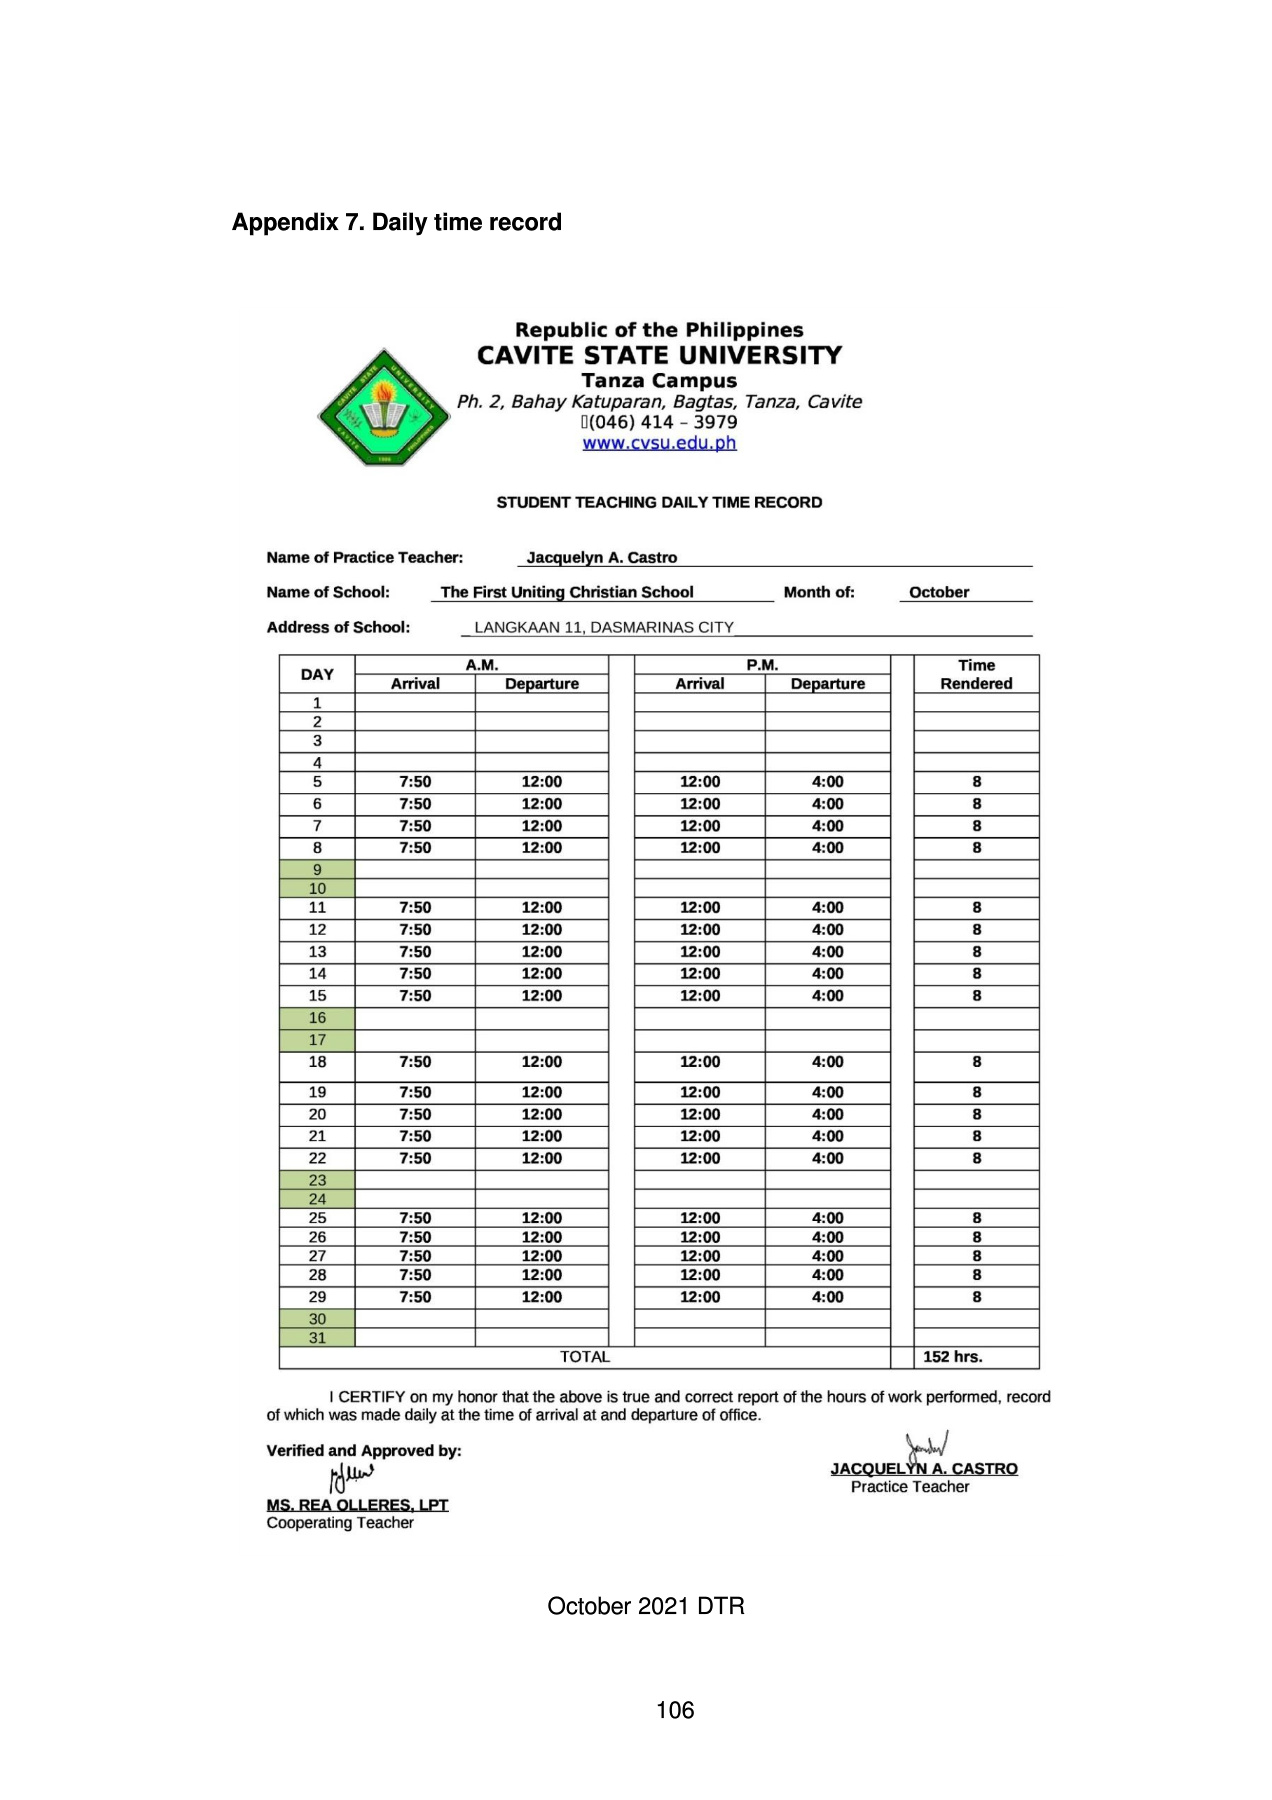 Appendix 7. Daily time record
Republic of the Philippines
CAVITE STATE UNIVERSITY
Tanza Campus
Ph. 2, Bahay Katuparan, Bagtas, Tanza, Cavite
(046) 414 – 3979
www.cvsu.edu.ph
CAVITE STATE UNIVERSITY
CAVITE PHILIPPINES
1906
STUDENT TEACHING DAILY TIME RECORD
Name of Practice Teacher: Jacquelyn A. Castro
Name of School: The First Uniting Christian School Month of: October
Address of School: LANGKAAN 11, DASMARINAS CITY
DAY A.M. P.M. Time Rendered
Arrival Departure Arrival Departure
1
2
3
4
5 7:50 12:00 12:00 4:00 8
6 7:50 12:00 12:00 4:00 8
7 7:50 12:00 12:00 4:00 8
8 7:50 12:00 12:00 4:00 8
9
10
11 7:50 12:00 12:00 4:00 8
12 7:50 12:00 12:00 4:00 8
13 7:50 12:00 12:00 4:00 8
14 7:50 12:00 12:00 4:00 8
15 7:50 12:00 12:00 4:00 8
16
17
18 7:50 12:00 12:00 4:00 8
19 7:50 12:00 12:00 4:00 8
20 7:50 12:00 12:00 4:00 8
21 7:50 12:00 12:00 4:00 8
22 7:50 12:00 12:00 4:00 8
23
24
25 7:50 12:00 12:00 4:00 8
26 7:50 12:00 12:00 4:00 8
27 7:50 12:00 12:00 4:00 8
28 7:50 12:00 12:00 4:00 8
29 7:50 12:00 12:00 4:00 8
30
31
TOTAL 152 hrs.
I CERTIFY on my honor that the above is true and correct report of the hours of work performed, record
of which was made daily at the time of arrival at and departure of office.
Verified and Approved by:
JACQUELYN A. CASTRO
Practice Teacher
MS. REA OLLERES, LPT
Cooperating Teacher
October 2021 DTR
106